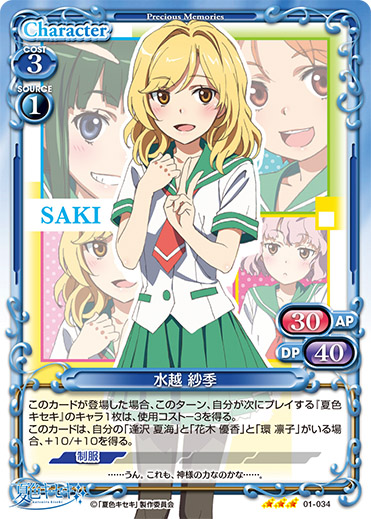 Precious Memories
Character
COST
3
SOURCE
1
SAKI
30 AP
DP 40
水越 紗季
このカードが登場した場合、このターン、自分が次にプレイする「夏色
キセキ」のキャラ1枚は、使用コスト−3を得る。
このカードは、自分の「逢沢 夏海」と「花木 優香」と「環 凛子」がいる場
合、+10/+10を得る。
制服
……うん。これも、神様の力なのかな…。
夏色キセキ
©「夏色キセキ」製作委員会
★★★ 01-034